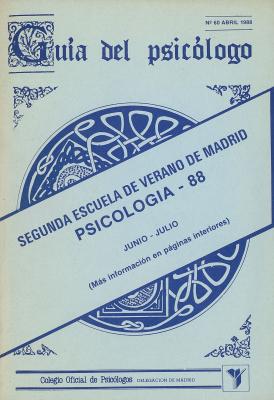 Nº 60 ABRIL 1988
Guía del psicólogo
SEGUNDA ESCUELA DE VERANO DE MADRID
PSICOLOGIA - 88
JUNIO - JULIO
(Más información en páginas interiores)
Colegio Oficial de Psicólogos DELEGACION DE MADRID